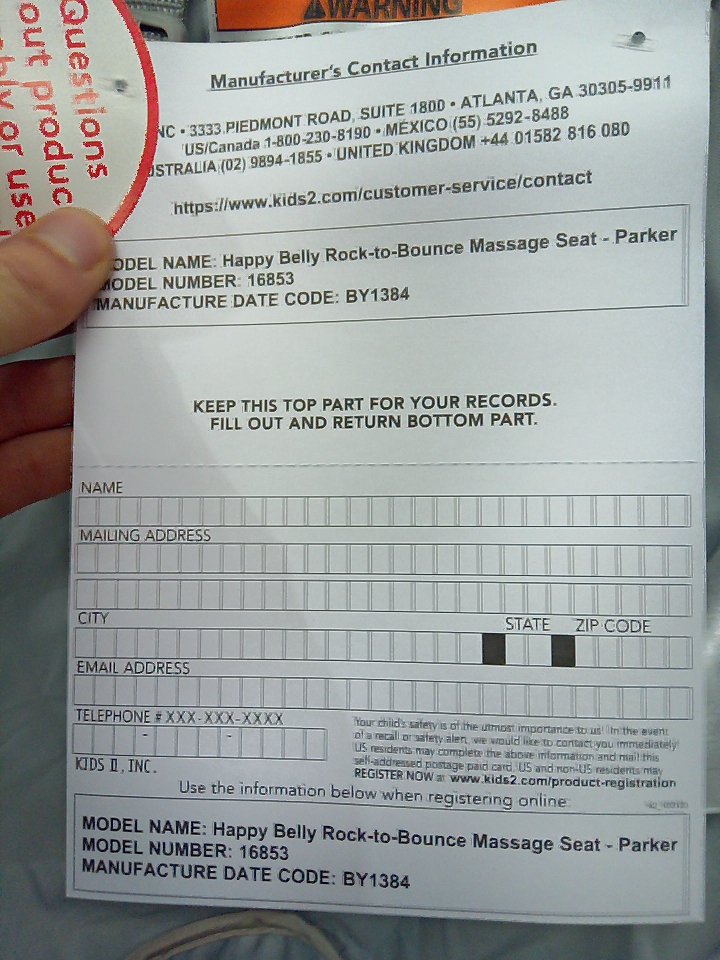 WARNING
Questions
out produc
Manufacturer's Contact Information
NC • 3333 PIEDMONT ROAD, SUITE 1800 • ATLANTA, GA 30305-9911
US/Canada 1-800-230-8190 • MÉXICO (55) 5292-8488
STRALIA (02) 9894-1855 • UNITED KINGDOM +44 01582 816 080
https://www.kids2.com/customer-service/contact
ODEL NAME: Happy Belly Rock-to-Bounce Massage Seat - Parker
MODEL NUMBER: 16853
MANUFACTURE DATE CODE: BY1384
KEEP THIS TOP PART FOR YOUR RECORDS.
FILL OUT AND RETURN BOTTOM PART.
NAME
MAILING ADDRESS
CITY STATE ZIP CODE
EMAIL ADDRESS
TELEPHONE # XXX-XXX-XXXX
- -
KIDS II, INC.
Your child's safety is of the utmost importance to us! In the event
of a recall or safety alert, we would like to contact you immediately.
US residents may complete the above information and mail this
self-addressed postage paid card. US and non-US residents may
REGISTER NOW at www.kids2.com/product-registration
Use the information below when registering online
MODEL NAME: Happy Belly Rock-to-Bounce Massage Seat - Parker
MODEL NUMBER: 16853
MANUFACTURE DATE CODE: BY1384